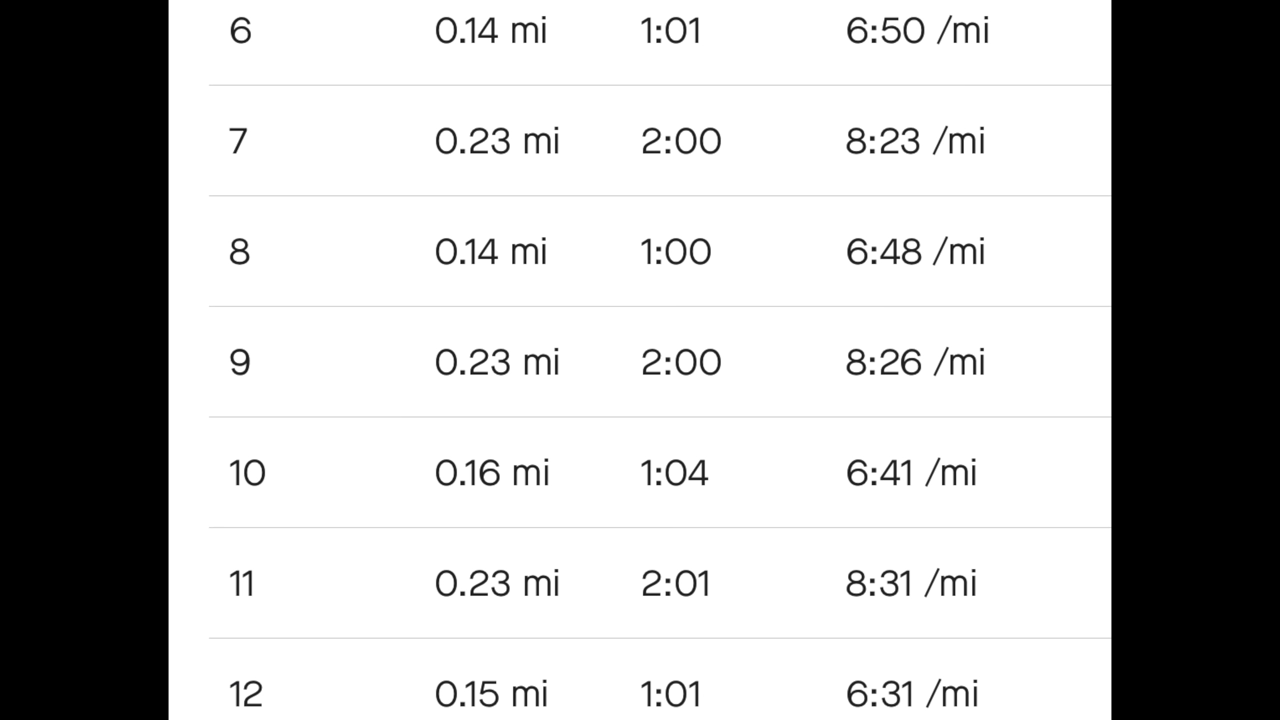 6 0.14 mi 1:01 6:50 /mi
7 0.23 mi 2:00 8:23 /mi
8 0.14 mi 1:00 6:48 /mi
9 0.23 mi 2:00 8:26 /mi
10 0.16 mi 1:04 6:41 /mi
11 0.23 mi 2:01 8:31 /mi
12 0.15 mi 1:01 6:31 /mi